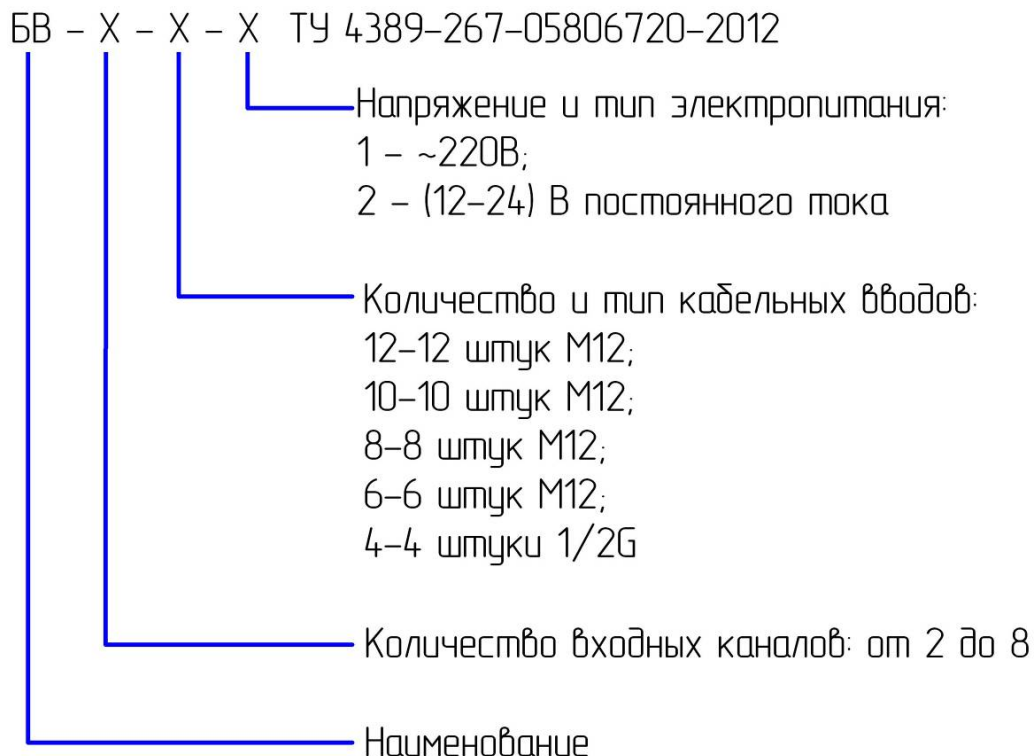 БВ – Х – Х – Х ТУ 4389–267–05806720–2012
Напряжение и тип электропитания:
1 – ~220В;
2 – (12–24) В постоянного тока
Количество и тип кабельных вводов:
12–12 штук М12;
10–10 штук М12;
8–8 штук М12;
6–6 штук М12;
4–4 штуки 1/2G
Количество входных каналов: от 2 до 8
Наименование